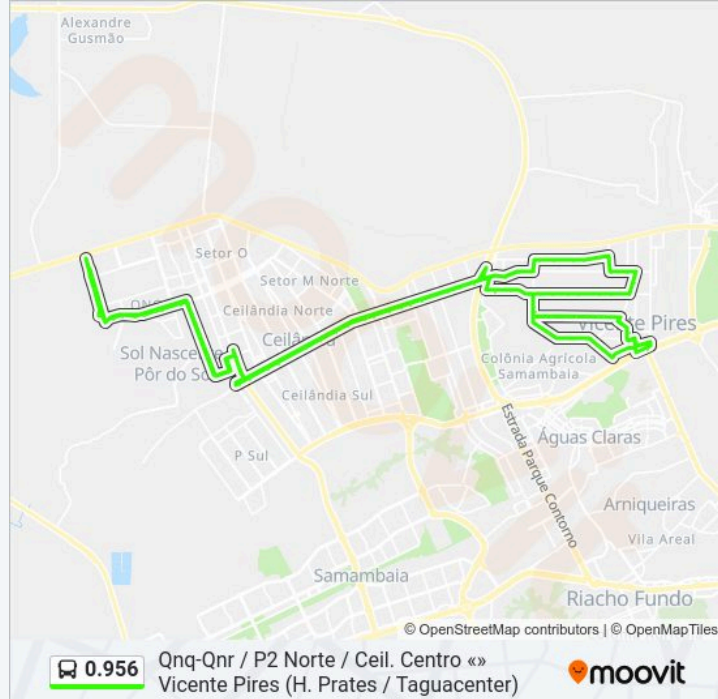 Alexandre
Gusmão
Setor O
Setor M Norte
QNQ
Ceilândia Norte
Ceilândia
Vicente Pires
Sol Nascente
Pôr do Sol
Colônia Agrícola
Samambaia
Ceilândia Sul
Estrada Parque Contorno
Águas Claras
P Sul
Arniqueiras
Vila Areal
Samambaia
Riacho Fundo
© OpenStreetMap contributors | © OpenMapTiles
0.956
Qnq-Qnr / P2 Norte / Ceil. Centro «»
Vicente Pires (H. Prates / Taguacenter)
moovit